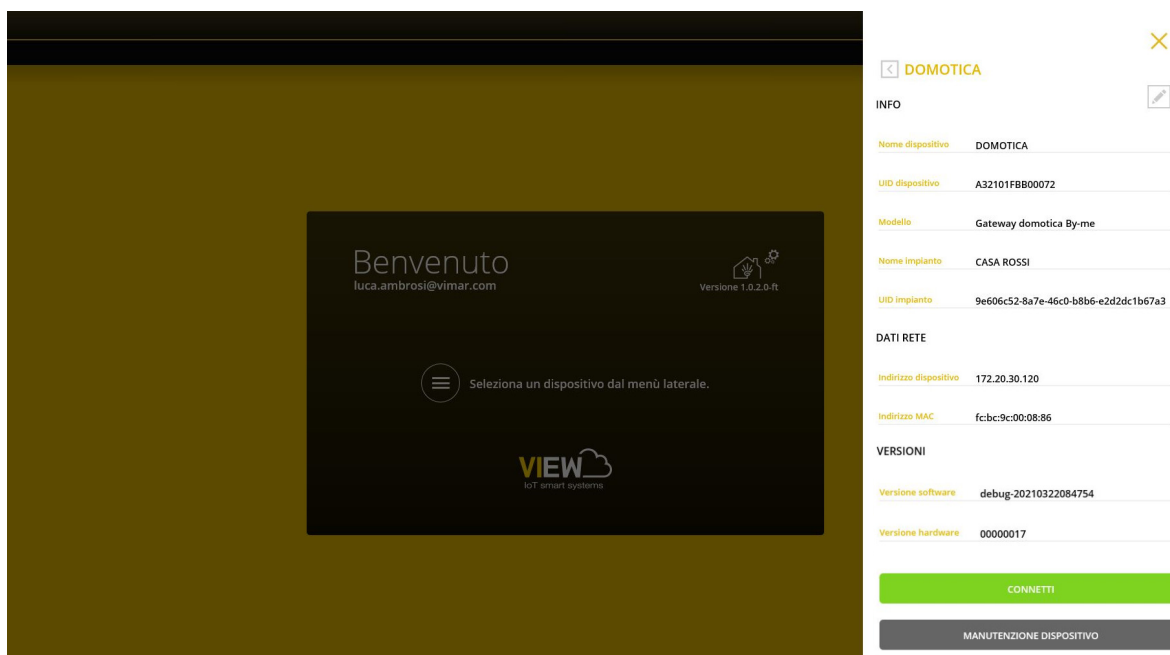 Benvenuto
luca.ambrosi@vimar.com
Versione 1.0.2.0-ft
Seleziona un dispositivo dal menù laterale.
VIEW
IoT smart systems
DOMOTICA
INFO
Nome dispositivo DOMOTICA
UID dispositivo A32101FBB00072
Modello Gateway domotica By-me
Nome impianto CASA ROSSI
UID impianto 9e606c52-8a7e-46c0-b8b6-e2d2dc1b67a3
DATI RETE
Indirizzo dispositivo 172.20.30.120
Indirizzo MAC fc:bc:9c:00:08:86
VERSIONI
Versione software debug-20210322084754
Versione hardware 00000017
CONNETTI
MANUTENZIONE DISPOSITIVO